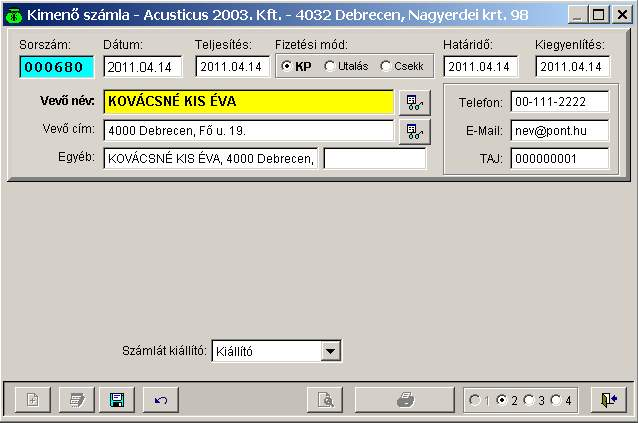 Kimenő számla - Acusticus 2003. Kft. - 4032 Debrecen, Nagyerdei krt. 98
Sorszám: Dátum: Teljesítés: Fizetési mód: Határidő: Kiegyenlítés:
000680 2011.04.14 2011.04.14 KP Utalás Csekk 2011.04.14 2011.04.14
Vevő név: KOVÁCSNÉ KIS ÉVA Telefon: 00-111-2222
Vevő cím: 4000 Debrecen, Fő u. 19. E-Mail: nev@pont.hu
Egyéb: KOVÁCSNÉ KIS ÉVA, 4000 Debrecen, TAJ: 000000001
Számlát kiállító: Kiállító
1 2 3 4